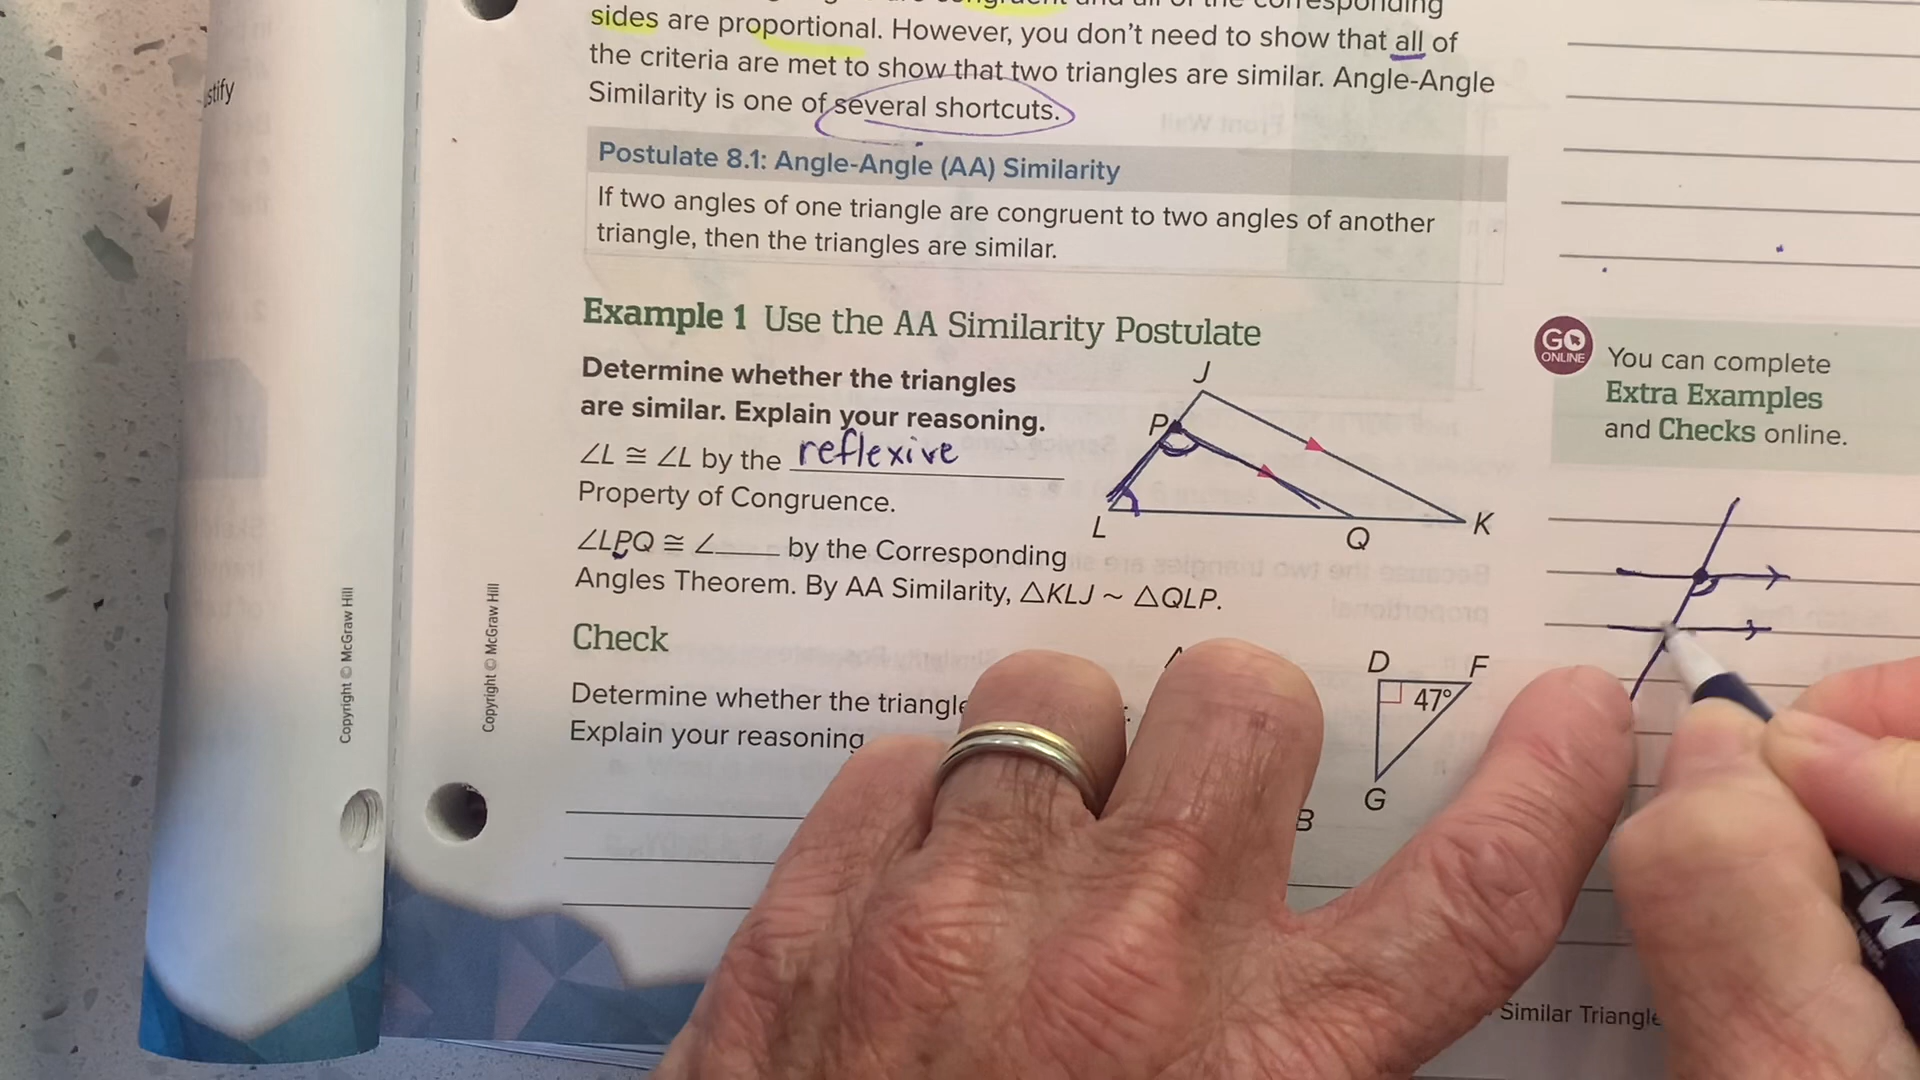 sides are proportional. However, you don't need to show that all of
the criteria are met to show that two triangles are similar. Angle-Angle
Similarity is one of several shortcuts.
Postulate 8.1: Angle-Angle (AA) Similarity
If two angles of one triangle are congruent to two angles of another
triangle, then the triangles are similar.
Example 1 Use the AA Similarity Postulate
Determine whether the triangles
are similar. Explain your reasoning.
∠L ≅ ∠L by the reflexive
Property of Congruence.
∠LPQ ≅ ∠____ by the Corresponding
Angles Theorem. By AA Similarity, △KLJ ~ △QLP.
J
P
L
Q
K
Check
Determine whether the
Explain your reasoning
D
F
47°
G
B
GO
ONLINE
You can complete
Extra Examples
and Checks online.
Copyright © McGraw Hill
Copyright © McGraw Hill
Similar